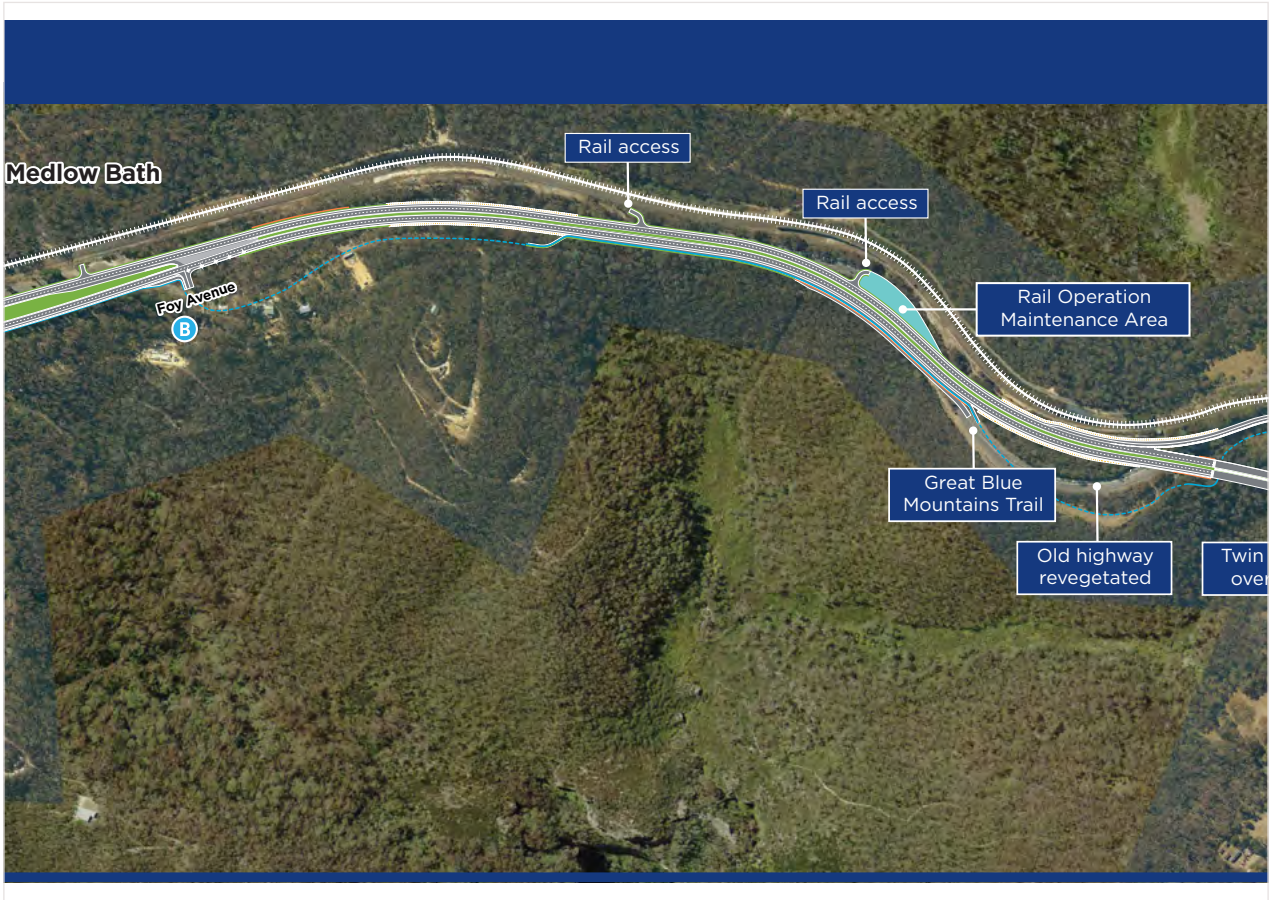 Rail access
Medlow Bath
Rail access
Foy Avenue
B
Rail Operation
Maintenance Area
Great Blue
Mountains Trail
Old highway
revegetated
Twin
over